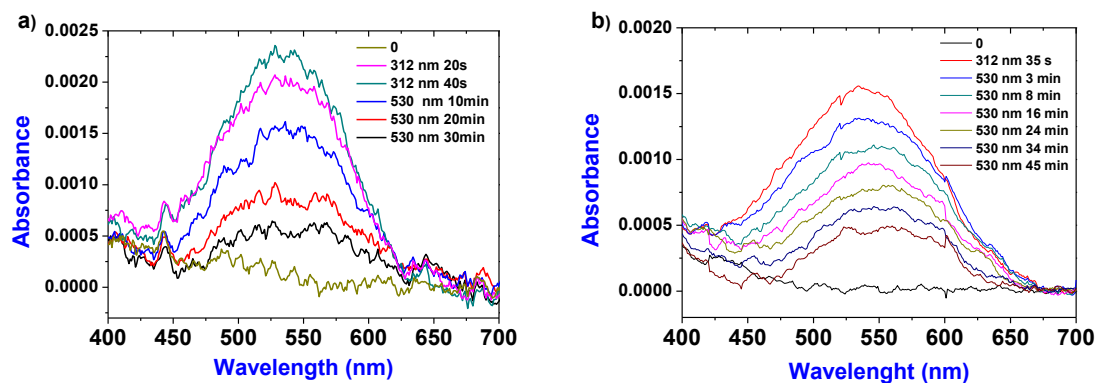 a)
Absorbance
0.0025
0.0020
0.0015
0.0010
0.0005
0.0000
0
312 nm 20s
312 nm 40s
530  nm 10min
530 nm 20min
530 nm 30min
400 450 500 550 600 650 700
Wavelength (nm)
b)
Absorbance
0.0020
0.0015
0.0010
0.0005
0.0000
0
312 nm 35 s
530 nm 3 min
530 nm 8 min
530 nm 16 min
530 nm 24 min
530 nm 34 min
530 nm 45 min
400 450 500 550 600 650 700
Wavelenght (nm)